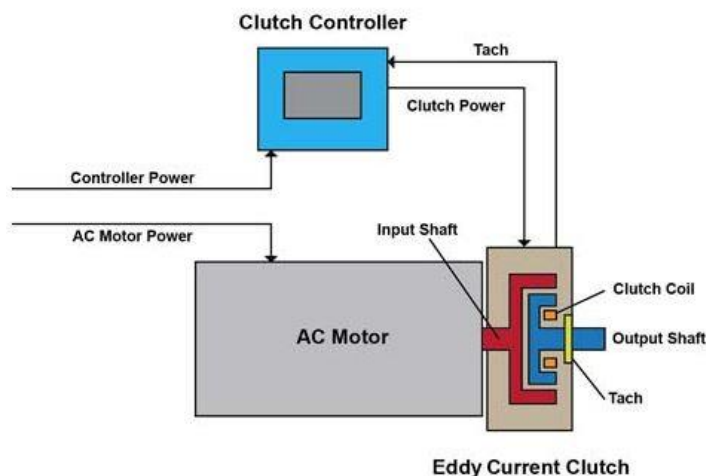 Clutch Controller
Tach
Clutch Power
Controller Power
AC Motor Power
Input Shaft
Clutch Coil
AC Motor
Output Shaft
Tach
Eddy Current Clutch